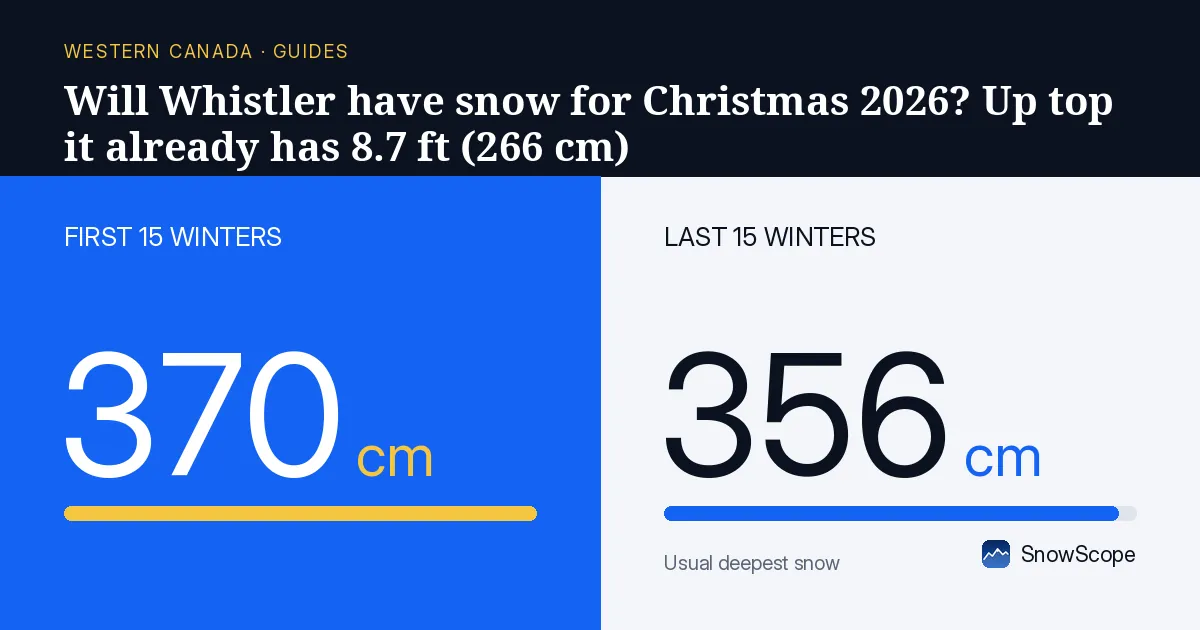 WESTERN CANADA · GUIDES
Will Whistler have snow for Christmas 2026? Up top
it already has 8.7 ft (266 cm)
FIRST 15 WINTERS
370 cm
LAST 15 WINTERS
356 cm
Usual deepest snow
SnowScope